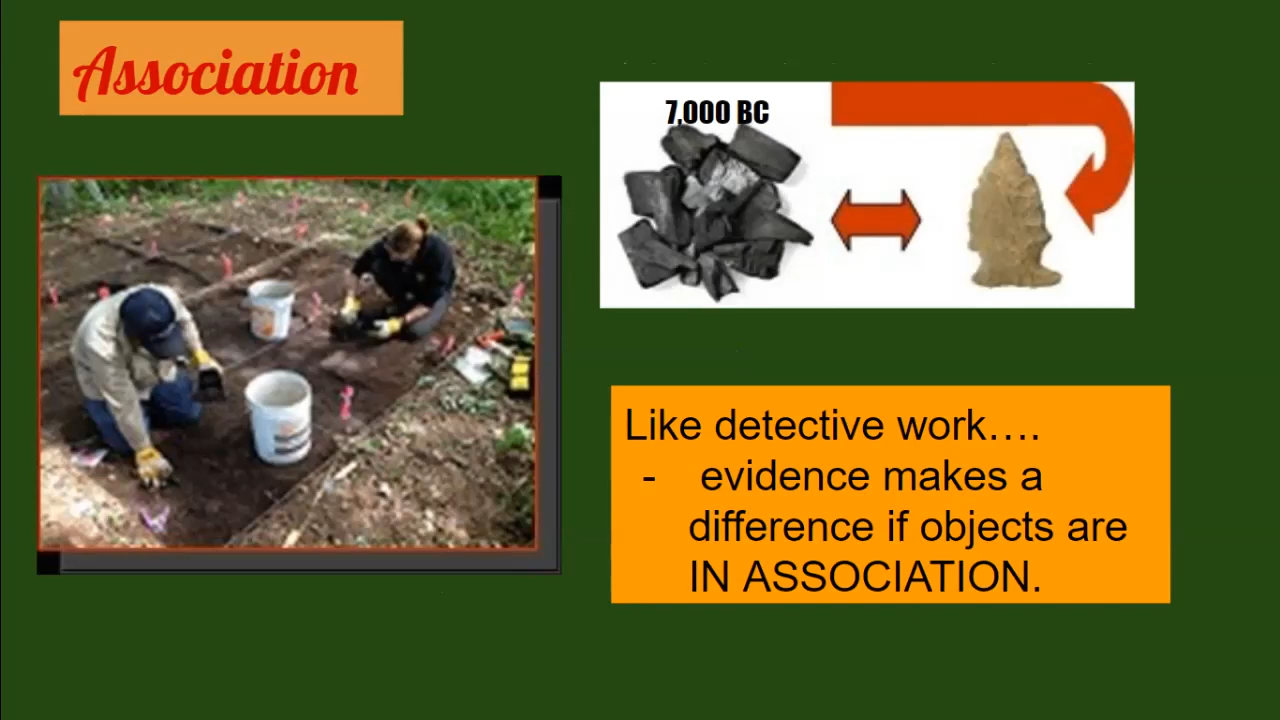 Association
7,000 BC
Like detective work....
- evidence makes a
difference if objects are
IN ASSOCIATION.